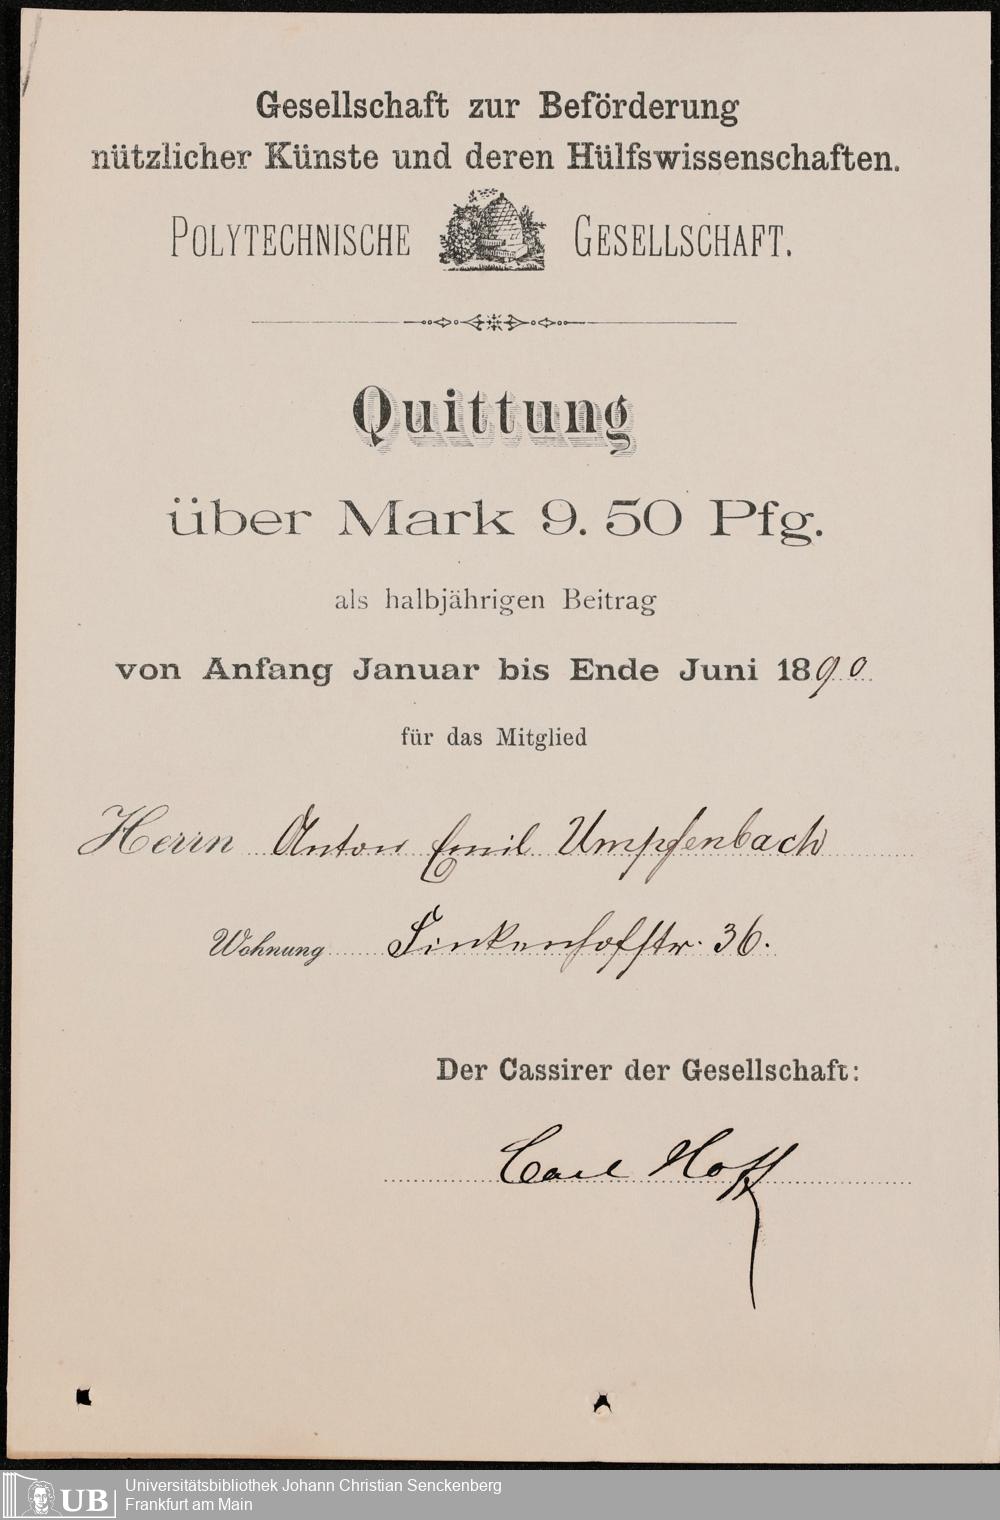 Gesellschaft zur Beförderung
nützlicher Künste und deren Hülfswissenschaften.
POLYTECHNISCHE GESELLSCHAFT.
Quittung
über Mark 9. 50 Pfg.
als halbjährigen Beitrag
von Anfang Januar bis Ende Juni 1890
für das Mitglied
Herrn Anton Emil Umpfenbach
Wohnung Finkenhofstr. 36.
Der Cassirer der Gesellschaft:
Carl Hoff
UB Universitätsbibliothek Johann Christian Senckenberg
Frankfurt am Main